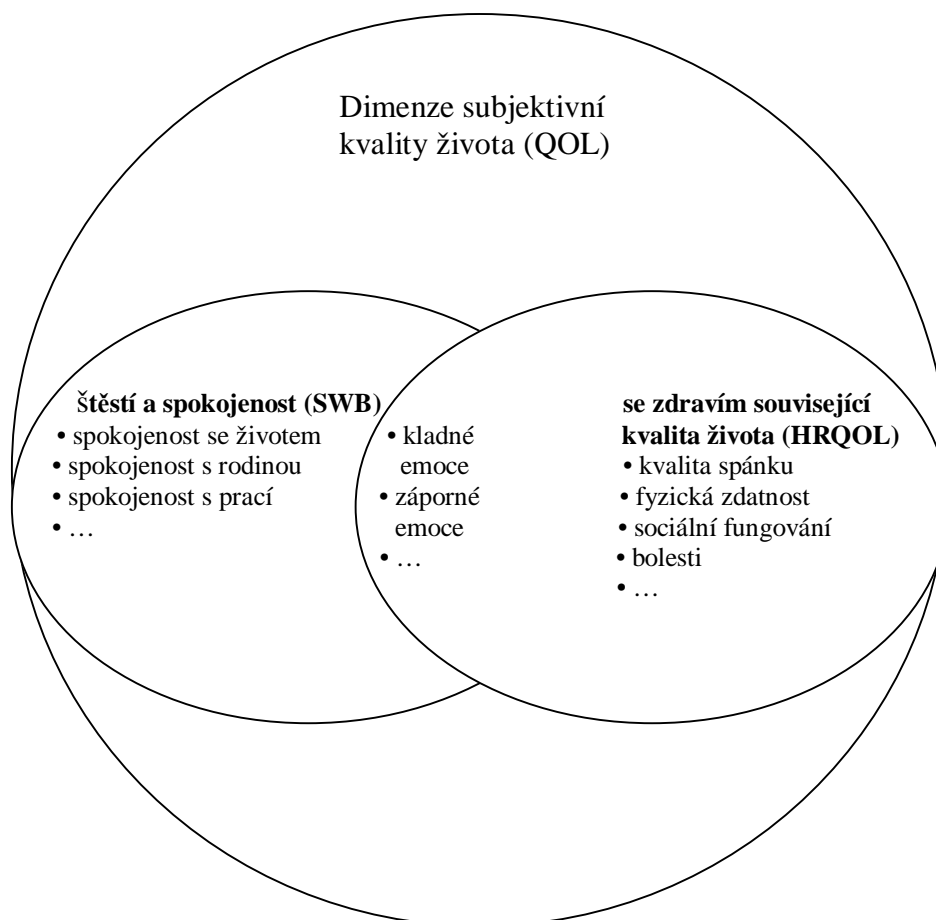 Dimenze subjektivní
kvality života (QOL)
Štěstí a spokojenost (SWB)
• spokojenost se životem
• spokojenost s rodinou
• spokojenost s prací
• …
• kladné
emoce
• záporné
emoce
• …
se zdravím související
kvalita života (HRQOL)
• kvalita spánku
• fyzická zdatnost
• sociální fungování
• bolesti
• …